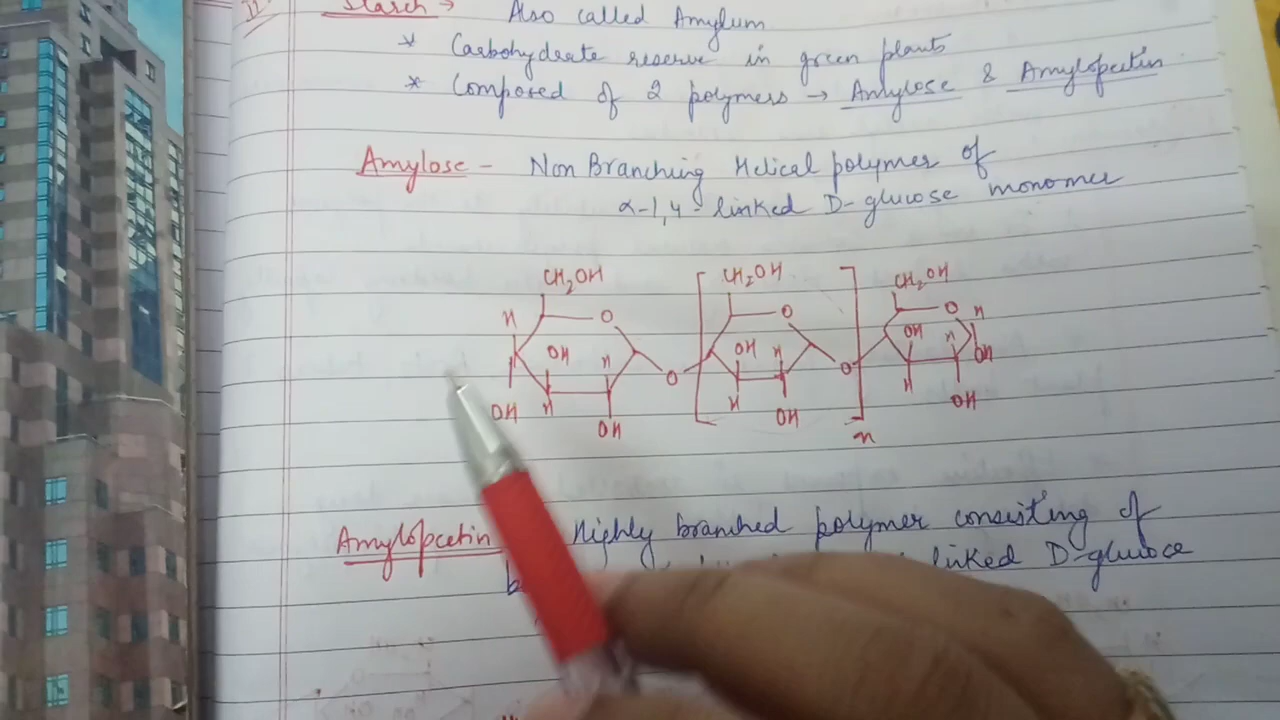 Starch → Also called Amylum
* Carbohydrate reserve in green plants
* Composed of 2 polymers → Amylose & Amylopectin
Amylose - Non Branching Helical polymer of
α-1,4- linked D-glucose monomer
CH₂OH CH₂OH CH₂OH
H O O O H
OH H OH H OH H OH
O O
OH H OH H OH H OH
n
Amylopectin Highly branched polymer consisting of
linked D-glucose